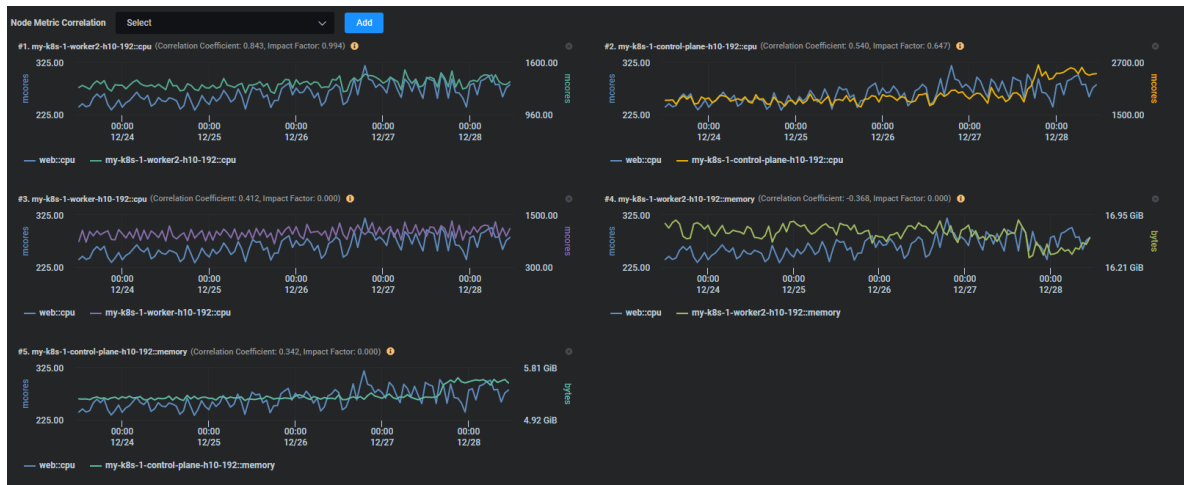 Node Metric Correlation Select Add
#1. my-k8s-1-worker2-h10-192::cpu (Correlation Coefficient: 0.843, Impact Factor: 0.994)
325.00 1600.00
mcores mcores
225.00 960.00
00:00 00:00 00:00 00:00 00:00
12/24 12/25 12/26 12/27 12/28
web::cpu my-k8s-1-worker2-h10-192::cpu
#2. my-k8s-1-control-plane-h10-192::cpu (Correlation Coefficient: 0.540, Impact Factor: 0.647)
325.00 2700.00
mcores mcores
225.00 1500.00
00:00 00:00 00:00 00:00 00:00
12/24 12/25 12/26 12/27 12/28
web::cpu my-k8s-1-control-plane-h10-192::cpu
#3. my-k8s-1-worker-h10-192::cpu (Correlation Coefficient: 0.412, Impact Factor: 0.000)
325.00 1500.00
mcores mcores
225.00 300.00
00:00 00:00 00:00 00:00 00:00
12/24 12/25 12/26 12/27 12/28
web::cpu my-k8s-1-worker-h10-192::cpu
#4. my-k8s-1-worker2-h10-192::memory (Correlation Coefficient: -0.368, Impact Factor: 0.000)
325.00 16.95 GiB
mcores bytes
225.00 16.21 GiB
00:00 00:00 00:00 00:00 00:00
12/24 12/25 12/26 12/27 12/28
web::cpu my-k8s-1-worker2-h10-192::memory
#5. my-k8s-1-control-plane-h10-192::memory (Correlation Coefficient: 0.342, Impact Factor: 0.000)
325.00 5.81 GiB
mcores bytes
225.00 4.92 GiB
00:00 00:00 00:00 00:00 00:00
12/24 12/25 12/26 12/27 12/28
web::cpu my-k8s-1-control-plane-h10-192::memory